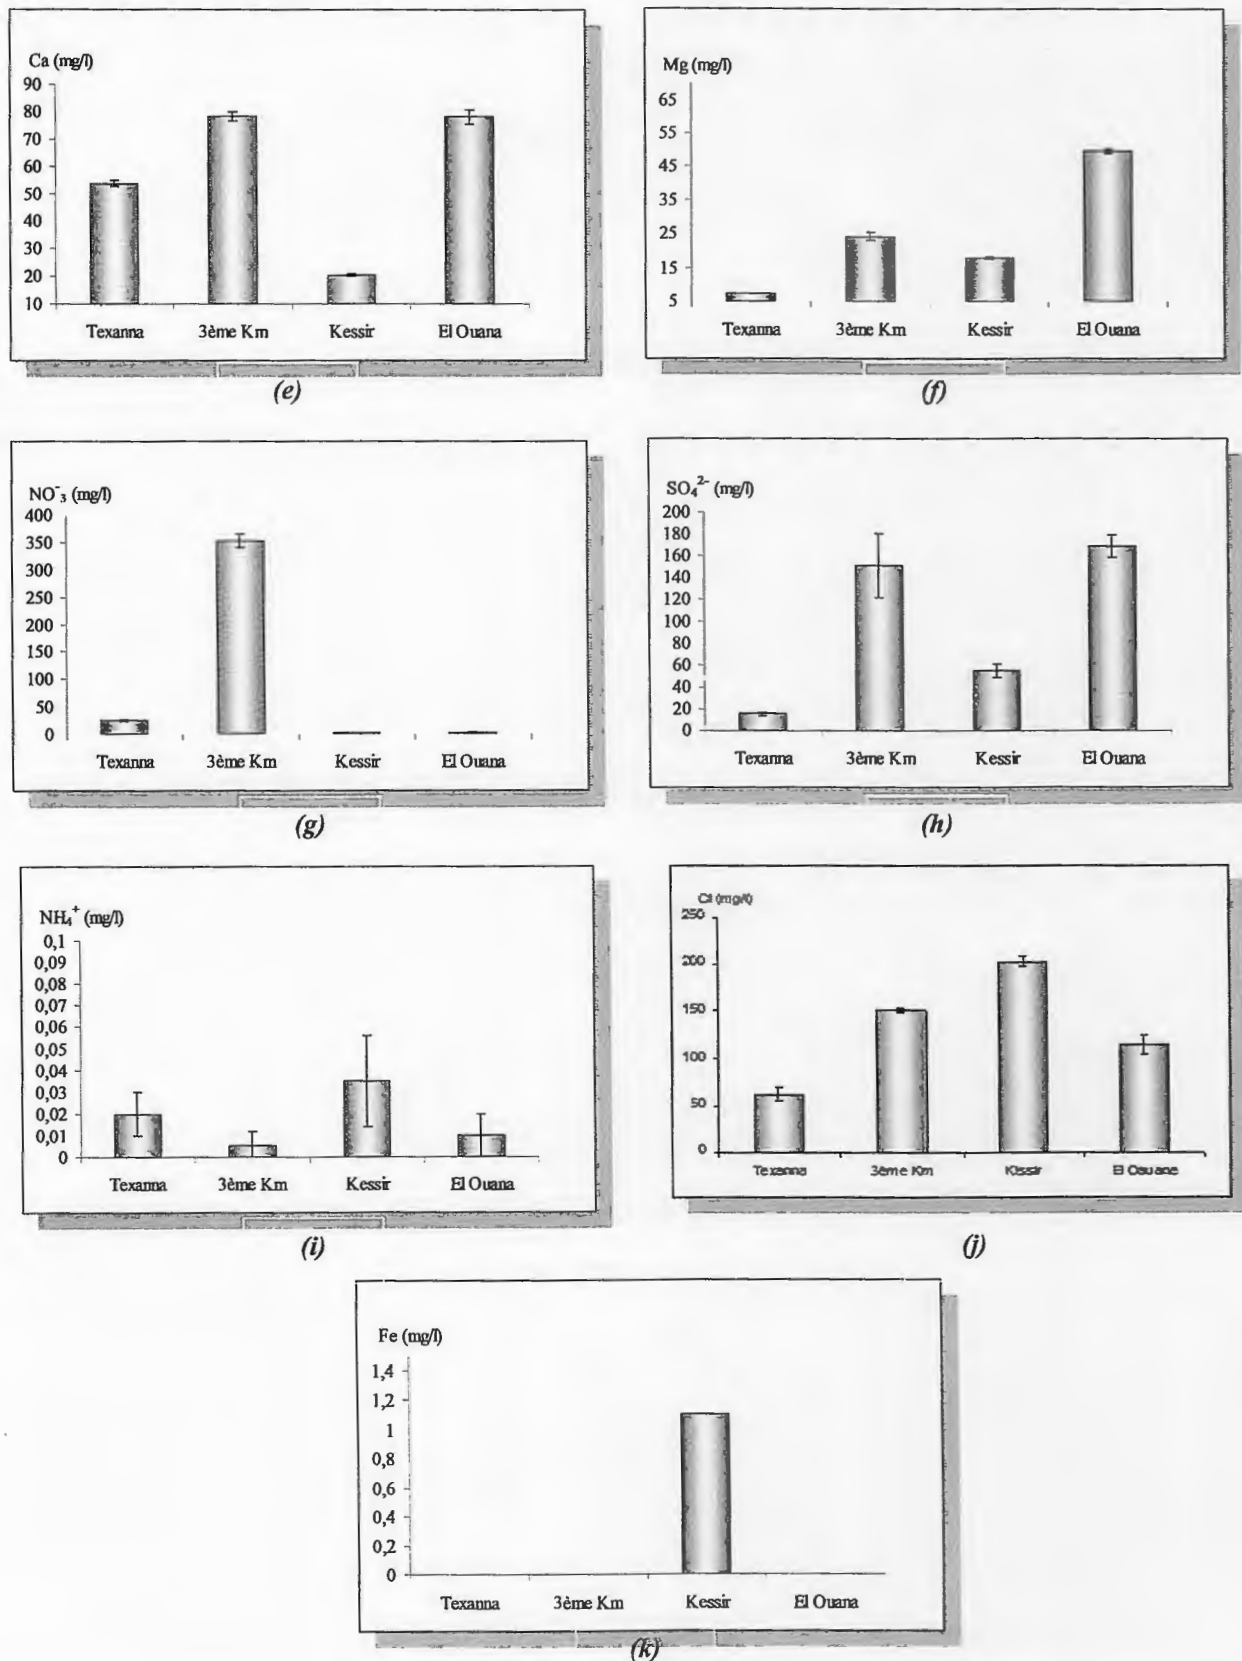 Ca (mg/l)
90
80
70
60
50
40
30
20
10
Texanna 3ème Km Kessir El Ouana
(e)
Mg (mg/l)
65
55
45
35
25
15
5
Texanna 3ème Km Kessir El Ouana
(f)
NO⁻₃ (mg/l)
400
350
300
250
200
150
100
50
0
Texanna 3ème Km Kessir El Ouana
(g)
SO₄²⁻ (mg/l)
200
180
160
140
120
100
80
60
40
20
0
Texanna 3ème Km Kessir El Ouana
(h)
NH₄⁺ (mg/l)
0,1
0,09
0,08
0,07
0,06
0,05
0,04
0,03
0,02
0,01
0
Texanna 3ème Km Kessir El Ouana
(i)
Cl (mg/l)
250
200
150
100
50
0
Texanna 3ème Km Kissir El Oauana
(j)
Fe (mg/l)
1,4
1,2
1
0,8
0,6
0,4
0,2
0
Texanna 3ème Km Kessir El Ouana
(k)